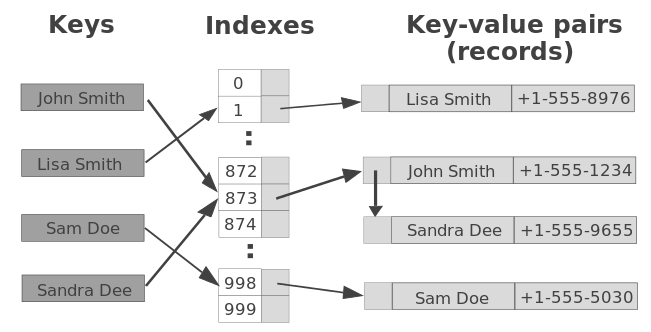 Keys
Indexes
Key-value pairs
(records)
John Smith
Lisa Smith
Sam Doe
Sandra Dee
0
1
:
872
873
874
:
998
999
Lisa Smith +1-555-8976
John Smith +1-555-1234
Sandra Dee +1-555-9655
Sam Doe +1-555-5030